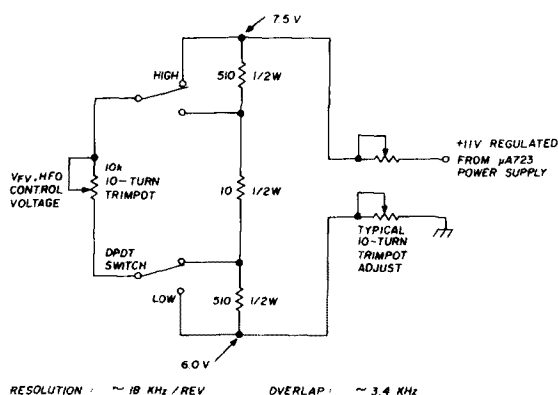 7.5 V
HIGH
510
1/2W
+11V REGULATED
FROM µA723
POWER SUPPLY
VFV, HFO
CONTROL
VOLTAGE
10k
10-TURN
TRIMPOT
10
1/2W
DPDT
SWITCH
TYPICAL
10-TURN
TRIMPOT
ADJUST
LOW
510
1/2W
6.0 V
RESOLUTION : ~ 18 KHz / REV OVERLAP : ~ 3.4 KHz